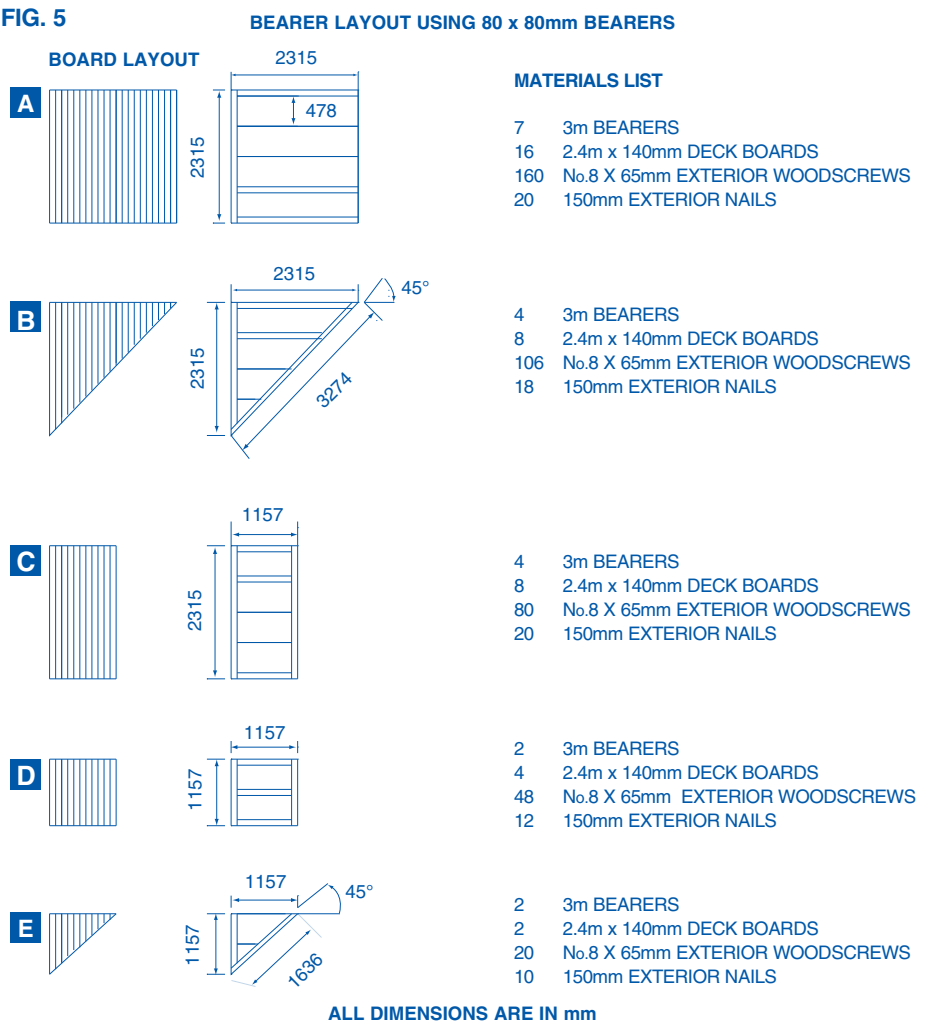 FIG. 5
BEARER LAYOUT USING 80 x 80mm BEARERS
BOARD LAYOUT
MATERIALS LIST
A
2315
478
2315
7 3m BEARERS
16 2.4m x 140mm DECK BOARDS
160 No.8 X 65mm EXTERIOR WOODSCREWS
20 150mm EXTERIOR NAILS
B
2315
45°
2315
3274
4 3m BEARERS
8 2.4m x 140mm DECK BOARDS
106 No.8 X 65mm EXTERIOR WOODSCREWS
18 150mm EXTERIOR NAILS
C
1157
2315
4 3m BEARERS
8 2.4m x 140mm DECK BOARDS
80 No.8 X 65mm EXTERIOR WOODSCREWS
20 150mm EXTERIOR NAILS
D
1157
1157
2 3m BEARERS
4 2.4m x 140mm DECK BOARDS
48 No.8 X 65mm EXTERIOR WOODSCREWS
12 150mm EXTERIOR NAILS
E
1157
45°
1157
1636
2 3m BEARERS
2 2.4m x 140mm DECK BOARDS
20 No.8 X 65mm EXTERIOR WOODSCREWS
10 150mm EXTERIOR NAILS
ALL DIMENSIONS ARE IN mm